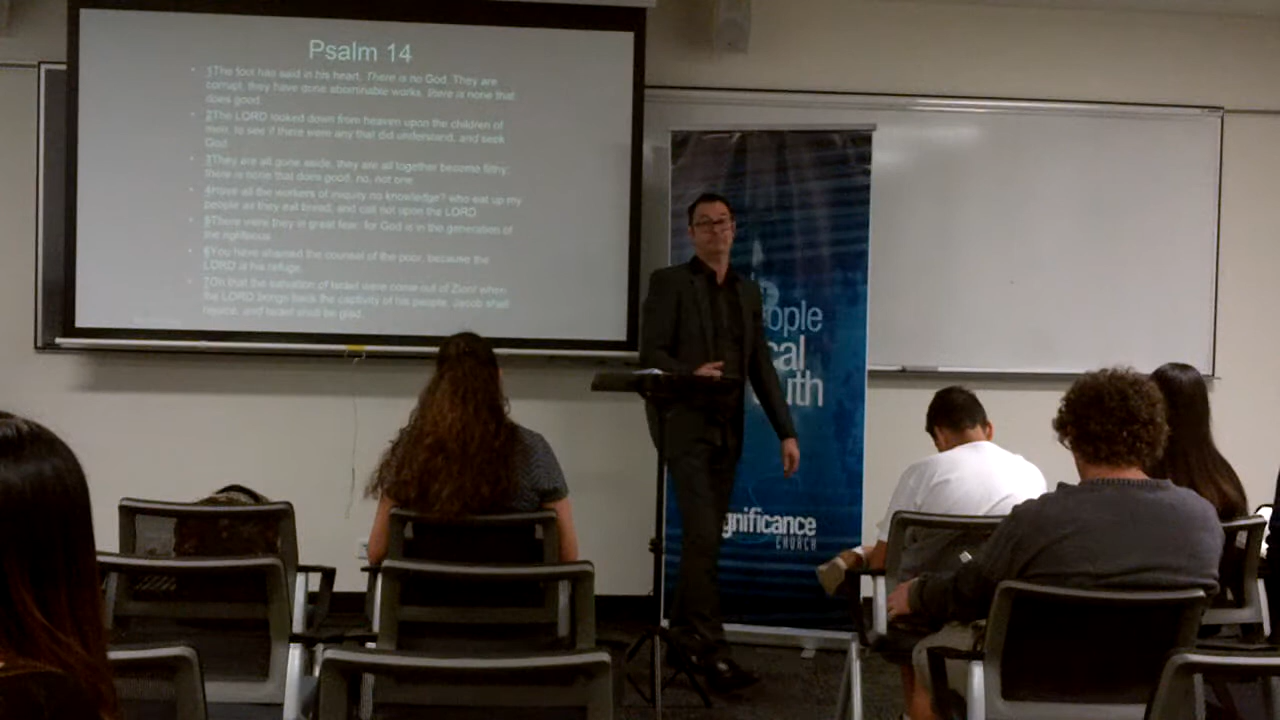 Psalm 14
• 1The fool has said in his heart, There is no God. They are
corrupt, they have done abominable works, there is none that
does good.
• 2The LORD looked down from heaven upon the children of
men, to see if there were any that did understand, and seek
God.
• 3They are all gone aside, they are all together become filthy:
there is none that does good, no, not one.
• 4Have all the workers of iniquity no knowledge? who eat up my
people as they eat bread, and call not upon the LORD.
• 5There were they in great fear: for God is in the generation of
the righteous.
• 6You have shamed the counsel of the poor, because the
LORD is his refuge.
• 7Oh that the salvation of Israel were come out of Zion! when
the LORD brings back the captivity of his people, Jacob shall
rejoice, and Israel shall be glad.
ople
cal
uth
gnificance
CHURCH